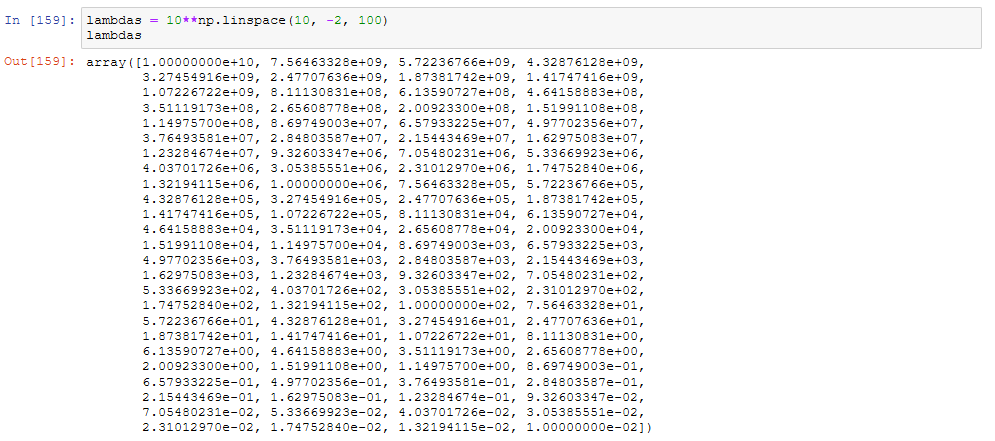 In [159]: lambdas = 10**np.linspace(10, -2, 100)
lambdas
Out[159]: array([1.00000000e+10, 7.56463328e+09, 5.72236766e+09, 4.32876128e+09,
3.27454916e+09, 2.47707636e+09, 1.87381742e+09, 1.41747416e+09,
1.07226722e+09, 8.11130831e+08, 6.13590727e+08, 4.64158883e+08,
3.51119173e+08, 2.65608778e+08, 2.00923300e+08, 1.51991108e+08,
1.14975700e+08, 8.69749003e+07, 6.57933225e+07, 4.97702356e+07,
3.76493581e+07, 2.84803587e+07, 2.15443469e+07, 1.62975083e+07,
1.23284674e+07, 9.32603347e+06, 7.05480231e+06, 5.33669923e+06,
4.03701726e+06, 3.05385551e+06, 2.31012970e+06, 1.74752840e+06,
1.32194115e+06, 1.00000000e+06, 7.56463328e+05, 5.72236766e+05,
4.32876128e+05, 3.27454916e+05, 2.47707636e+05, 1.87381742e+05,
1.41747416e+05, 1.07226722e+05, 8.11130831e+04, 6.13590727e+04,
4.64158883e+04, 3.51119173e+04, 2.65608778e+04, 2.00923300e+04,
1.51991108e+04, 1.14975700e+04, 8.69749003e+03, 6.57933225e+03,
4.97702356e+03, 3.76493581e+03, 2.84803587e+03, 2.15443469e+03,
1.62975083e+03, 1.23284674e+03, 9.32603347e+02, 7.05480231e+02,
5.33669923e+02, 4.03701726e+02, 3.05385551e+02, 2.31012970e+02,
1.74752840e+02, 1.32194115e+02, 1.00000000e+02, 7.56463328e+01,
5.72236766e+01, 4.32876128e+01, 3.27454916e+01, 2.47707636e+01,
1.87381742e+01, 1.41747416e+01, 1.07226722e+01, 8.11130831e+00,
6.13590727e+00, 4.64158883e+00, 3.51119173e+00, 2.65608778e+00,
2.00923300e+00, 1.51991108e+00, 1.14975700e+00, 8.69749003e-01,
6.57933225e-01, 4.97702356e-01, 3.76493581e-01, 2.84803587e-01,
2.15443469e-01, 1.62975083e-01, 1.23284674e-01, 9.32603347e-02,
7.05480231e-02, 5.33669923e-02, 4.03701726e-02, 3.05385551e-02,
2.31012970e-02, 1.74752840e-02, 1.32194115e-02, 1.00000000e-02])